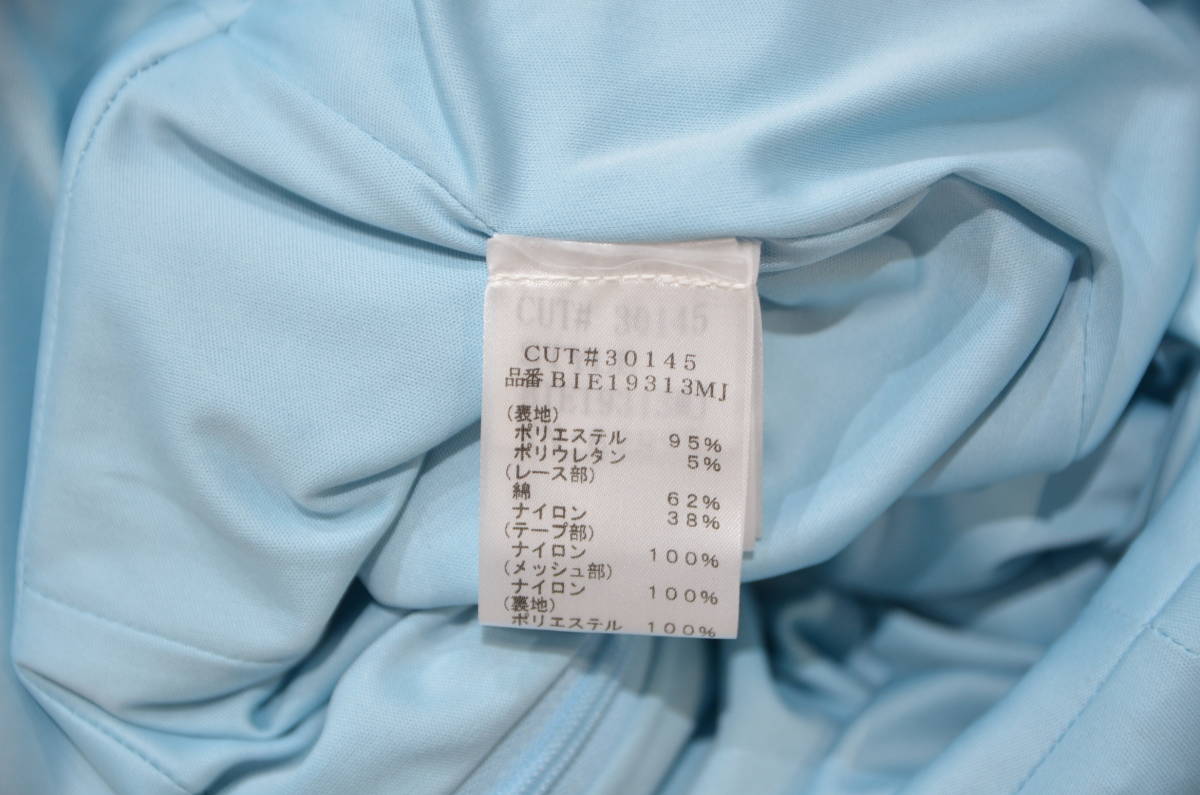 CUT# 30145
CUT#30145
品番 BIE19313MJ
(表地)
ポリエステル 95%
ポリウレタン 5%
(レース部)
綿 62%
ナイロン 38%
(テープ部)
ナイロン 100%
(メッシュ部)
ナイロン 100%
(裏地)
ポリエステル 100%